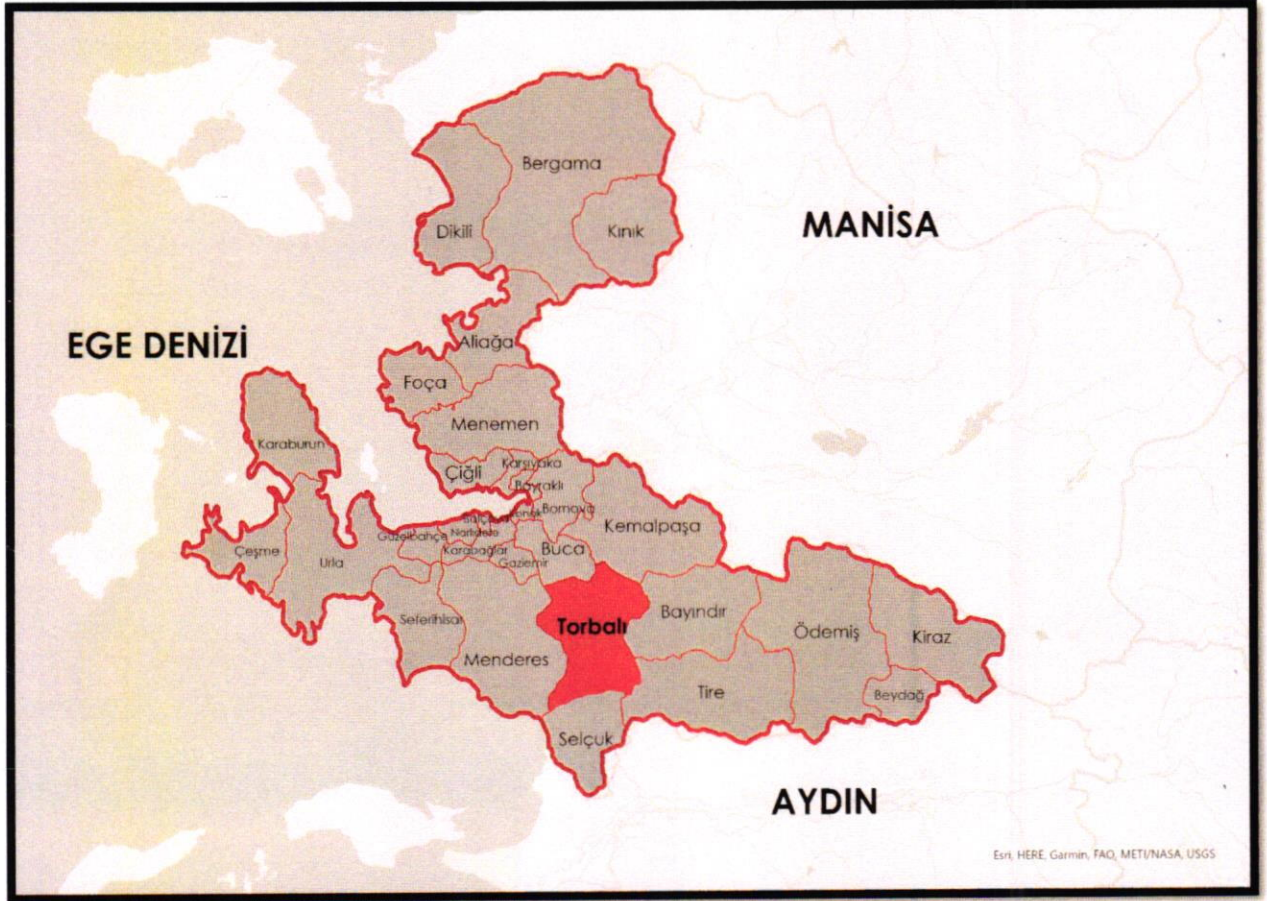 Bergama
Dikili
Kınık
MANİSA
EGE DENİZİ
Aliağa
Foça
Menemen
Karaburun
Çiğli
Karşıyaka
Bayraklı
Bornova
Konak
Balçova
Kemalpaşa
Güzelbahçe
Narlıdere
Karabağlar
Buca
Gaziemir
Çeşme
Urla
Seferihisar
Torbalı
Bayındır
Ödemiş
Kiraz
Menderes
Tire
Beydağ
Selçuk
AYDIN
Esri, HERE, Garmin, FAO, METI/NASA, USGS